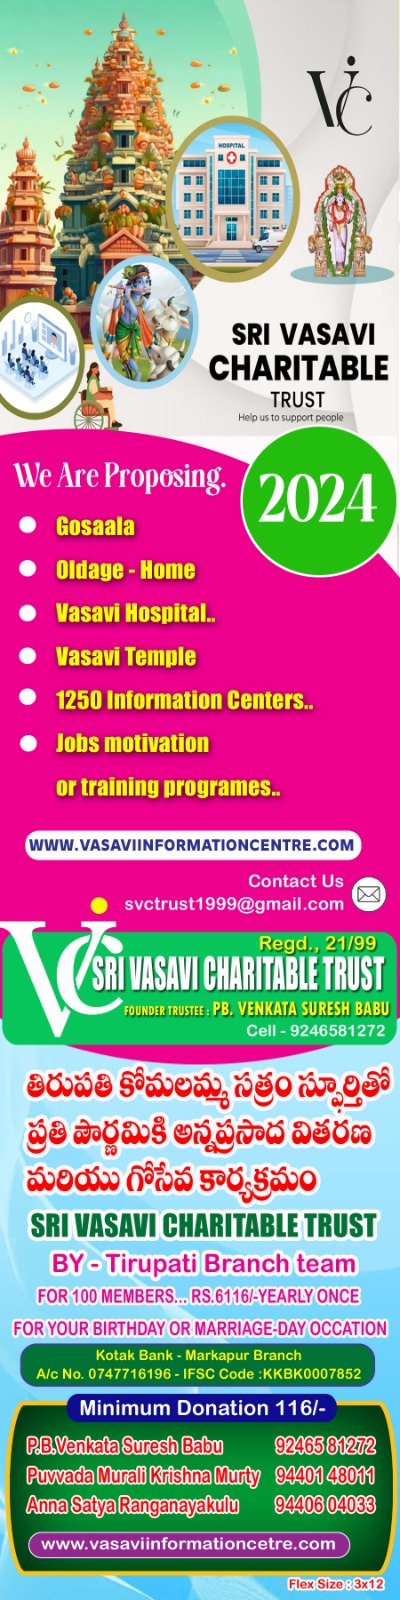 VC
HOSPITAL
SRI VASAVI
CHARITABLE
TRUST
Help us to support people
We Are Proposing.
2024
Gosaala
Oldage - Home
Vasavi Hospital..
Vasavi Temple
1250 Information Centers..
Jobs motivation
or training programes..
WWW.VASAVIINFORMATIONCENTRE.COM
Contact Us
svctrust1999@gmail.com
Regd., 21/99
VC SRI VASAVI CHARITABLE TRUST
FOUNDER TRUSTEE : PB. VENKATA SURESH BABU
Cell - 9246581272
తిరుపతి కోమలమ్మ సత్రం స్ఫూర్తితో
ప్రతి పౌర్ణమికి అన్నప్రసాద వితరణ
మరియు గోసేవ కార్యక్రమం
SRI VASAVI CHARITABLE TRUST
BY - Tirupati Branch team
FOR 100 MEMBERS... RS.6116/-YEARLY ONCE
FOR YOUR BIRTHDAY OR MARRIAGE-DAY OCCATION
Kotak Bank - Markapur Branch
A/c No. 0747716196 - IFSC Code :KKBK0007852
Minimum Donation 116/-
P.B.Venkata Suresh Babu 92465 81272
Puvvada Murali Krishna Murty 94401 48011
Anna Satya Ranganayakulu 94406 04033
www.vasaviinformationcetre.com
Flex Size : 3x12